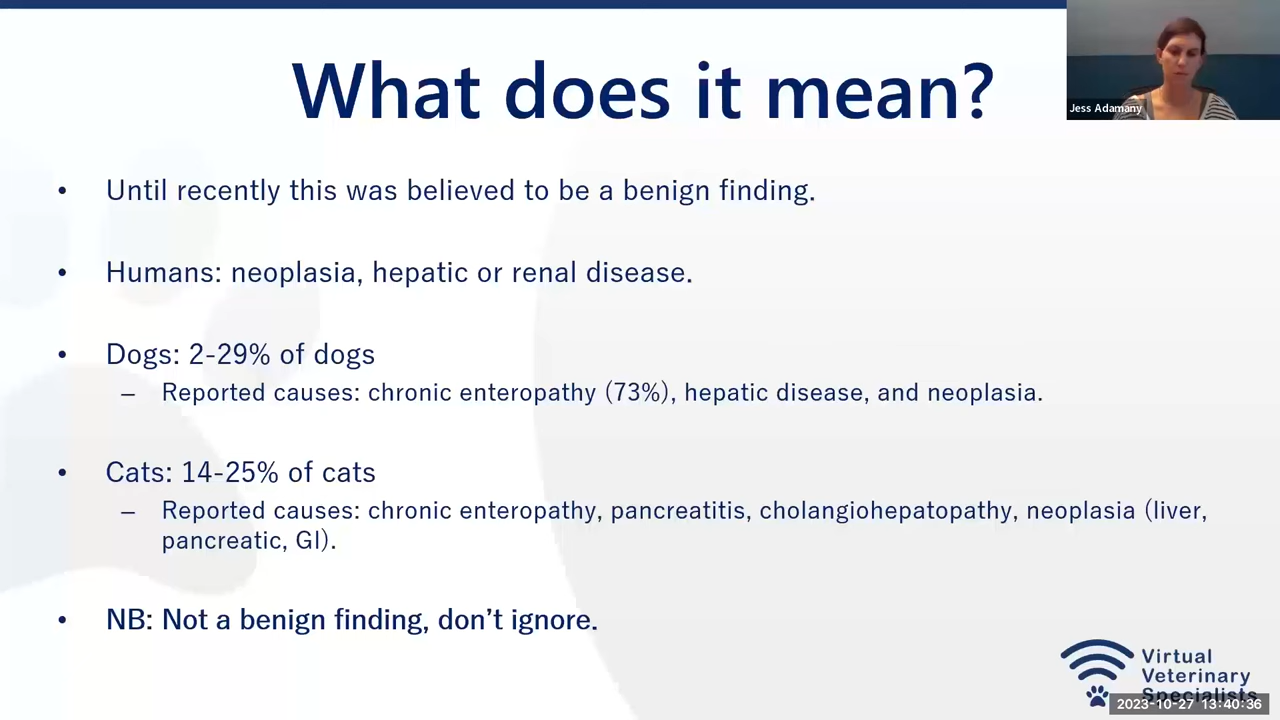 What does it mean?
Jess Adamany
• Until recently this was believed to be a benign finding.
• Humans: neoplasia, hepatic or renal disease.
• Dogs: 2-29% of dogs
– Reported causes: chronic enteropathy (73%), hepatic disease, and neoplasia.
• Cats: 14-25% of cats
– Reported causes: chronic enteropathy, pancreatitis, cholangiohepatopathy, neoplasia (liver,
pancreatic, GI).
• NB: Not a benign finding, don’t ignore.
Virtual
Veterinary
Specialists
2023-10-27 13:40:36